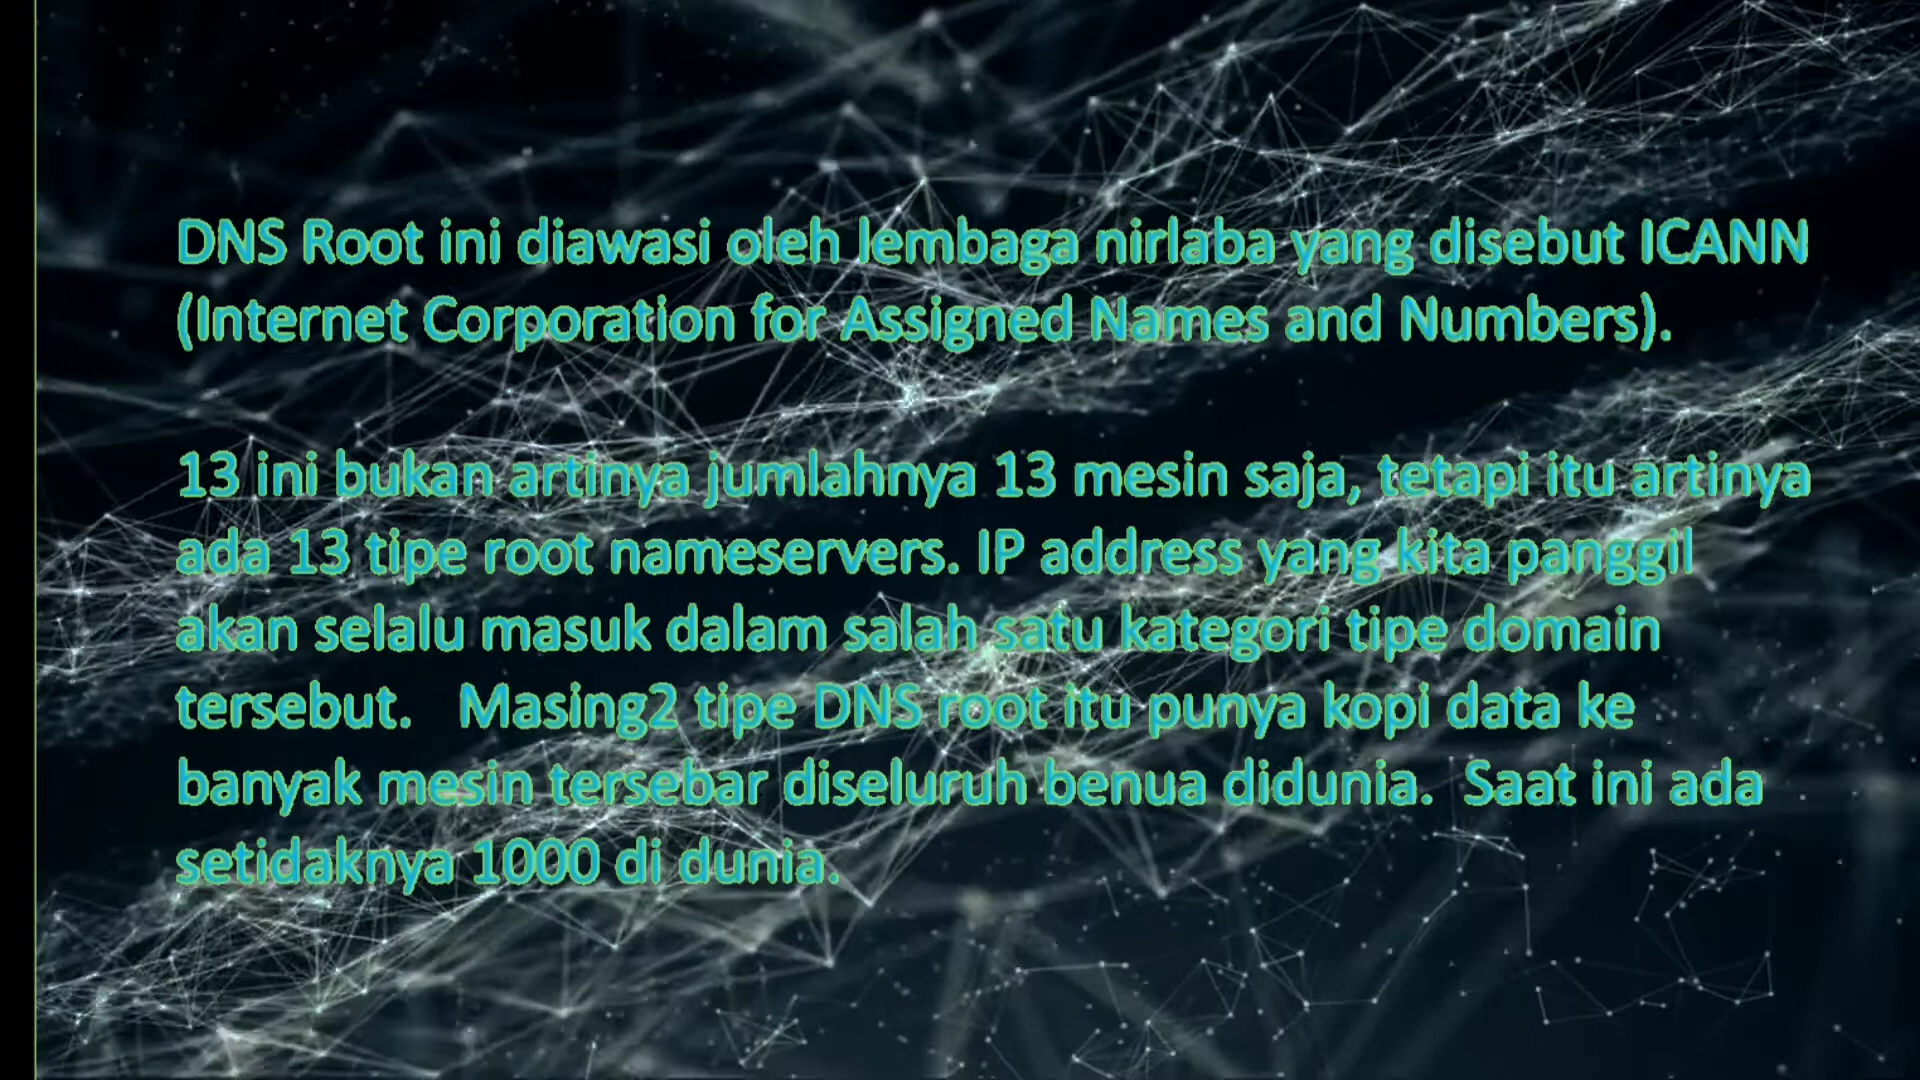 DNS Root ini diawasi oleh lembaga nirlaba yang disebut ICANN
(Internet Corporation for Assigned Names and Numbers).
13 ini bukan artinya jumlahnya 13 mesin saja, tetapi itu artinya
ada 13 tipe root nameservers. IP address yang kita panggil
akan selalu masuk dalam salah satu kategori tipe domain
tersebut.   Masing2 tipe DNS root itu punya kopi data ke
banyak mesin tersebar diseluruh benua didunia.  Saat ini ada
setidaknya 1000 di dunia.